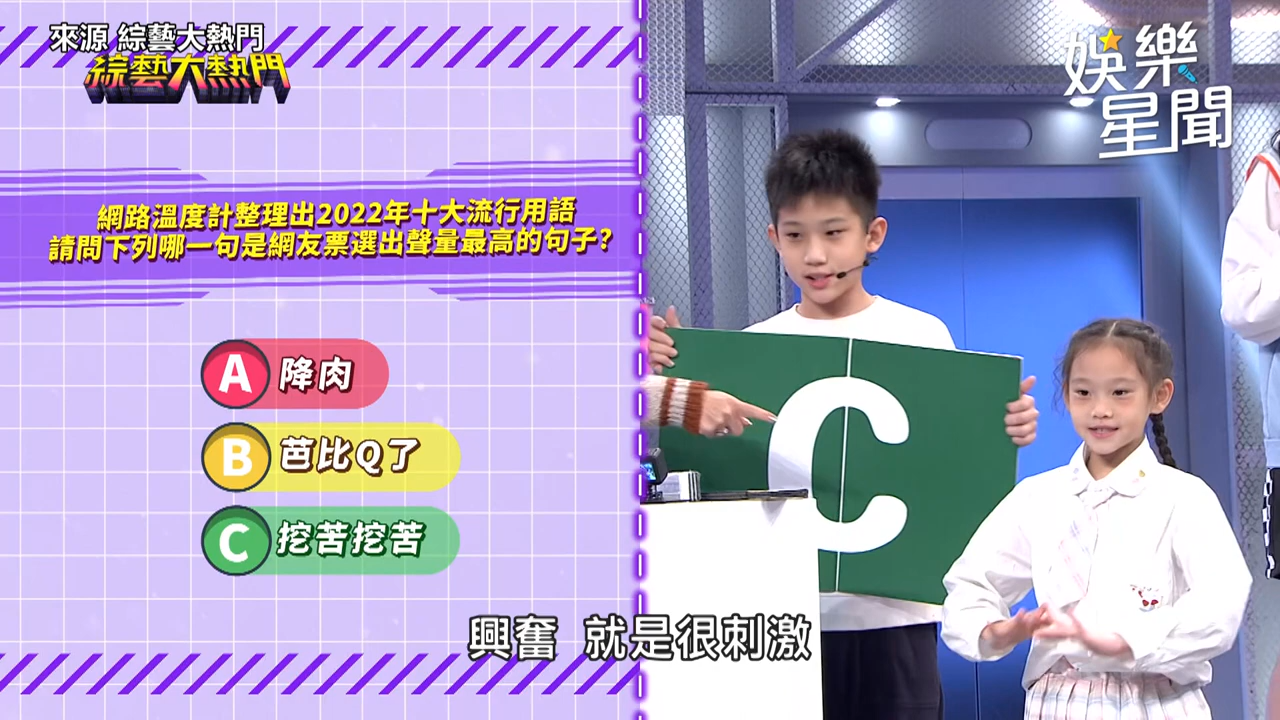 來源 綜藝大熱門
綜藝大熱門
娛樂
星聞
網路溫度計整理出2022年十大流行用語
請問下列哪一句是網友票選出聲量最高的句子?
A 降肉
B 芭比Q了
C 挖苦挖苦
C
興奮 就是很刺激